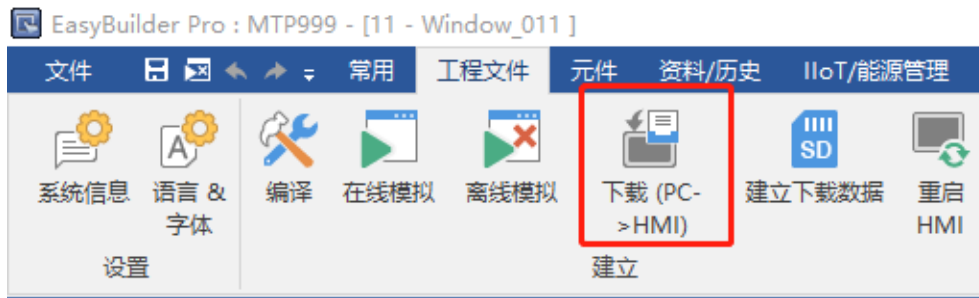 EasyBuilder Pro : MTP999 - [11 - Window_011 ]
文件 常用 工程文件 元件 资料/历史 IIoT/能源管理
A
SD
系统信息 语言 & 编译 在线模拟 离线模拟 下载 (PC- 建立下载数据 重启
字体 >HMI) HMI
设置 建立